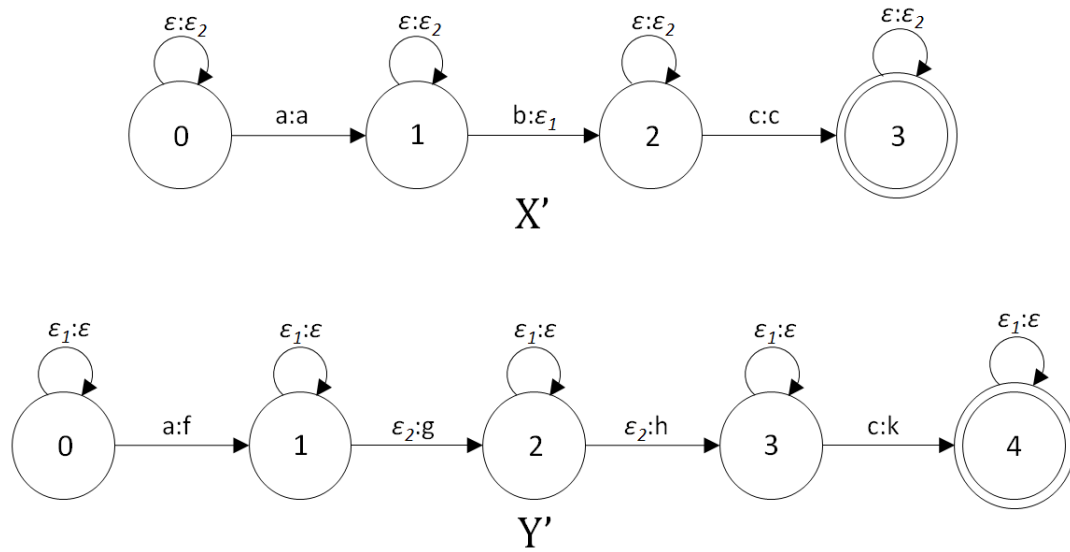 ε:ε₂ ε:ε₂ ε:ε₂ ε:ε₂
0 a:a 1 b:ε₁ 2 c:c 3
X’
ε₁:ε ε₁:ε ε₁:ε ε₁:ε ε₁:ε
0 a:f 1 ε₂:g 2 ε₂:h 3 c:k 4
Y’